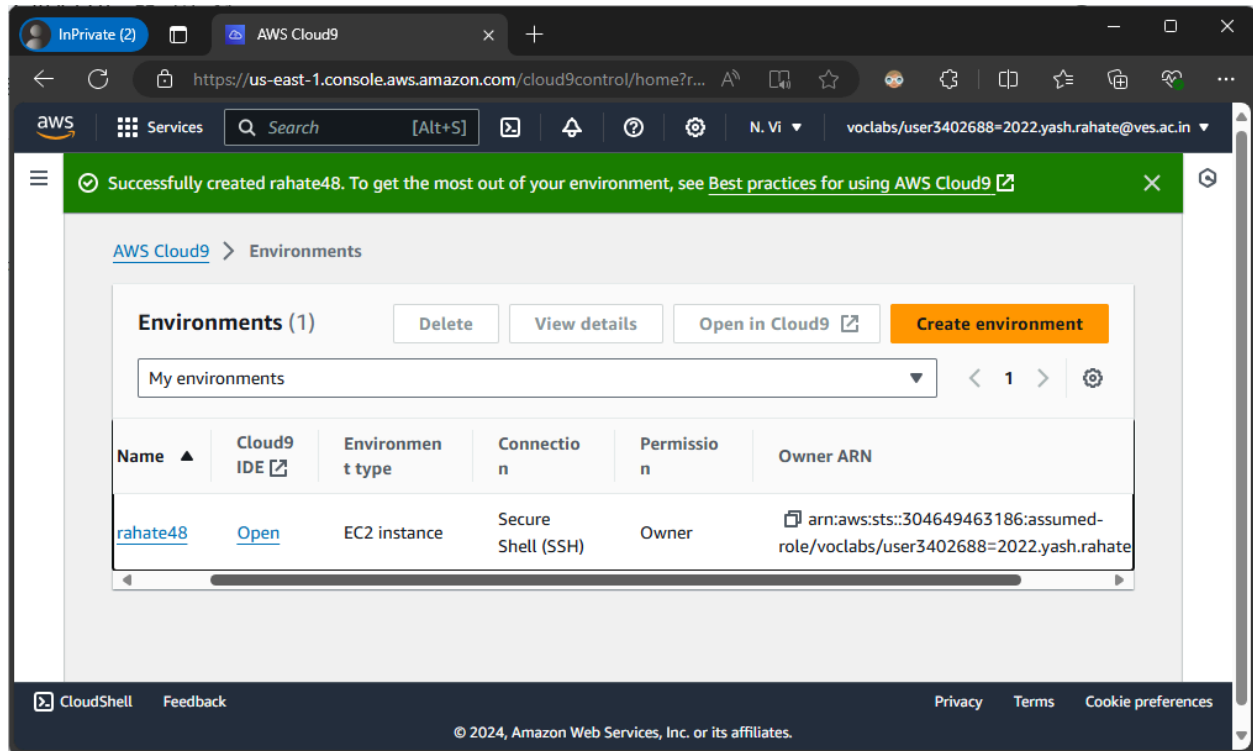 InPrivate (2)
AWS Cloud9
https://us-east-1.console.aws.amazon.com/cloud9control/home?r...
aws
Services
Search
[Alt+S]
N. Vi
voclabs/user3402688=2022.yash.rahate@ves.ac.in
Successfully created rahate48. To get the most out of your environment, see Best practices for using AWS Cloud9
AWS Cloud9 > Environments
Environments (1)
Delete
View details
Open in Cloud9
Create environment
My environments
1
Name
Cloud9
IDE
Environmen
t type
Connectio
n
Permissio
n
Owner ARN
rahate48
Open
EC2 instance
Secure
Shell (SSH)
Owner
arn:aws:sts::304649463186:assumed-
role/voclabs/user3402688=2022.yash.rahate
CloudShell
Feedback
Privacy
Terms
Cookie preferences
© 2024, Amazon Web Services, Inc. or its affiliates.